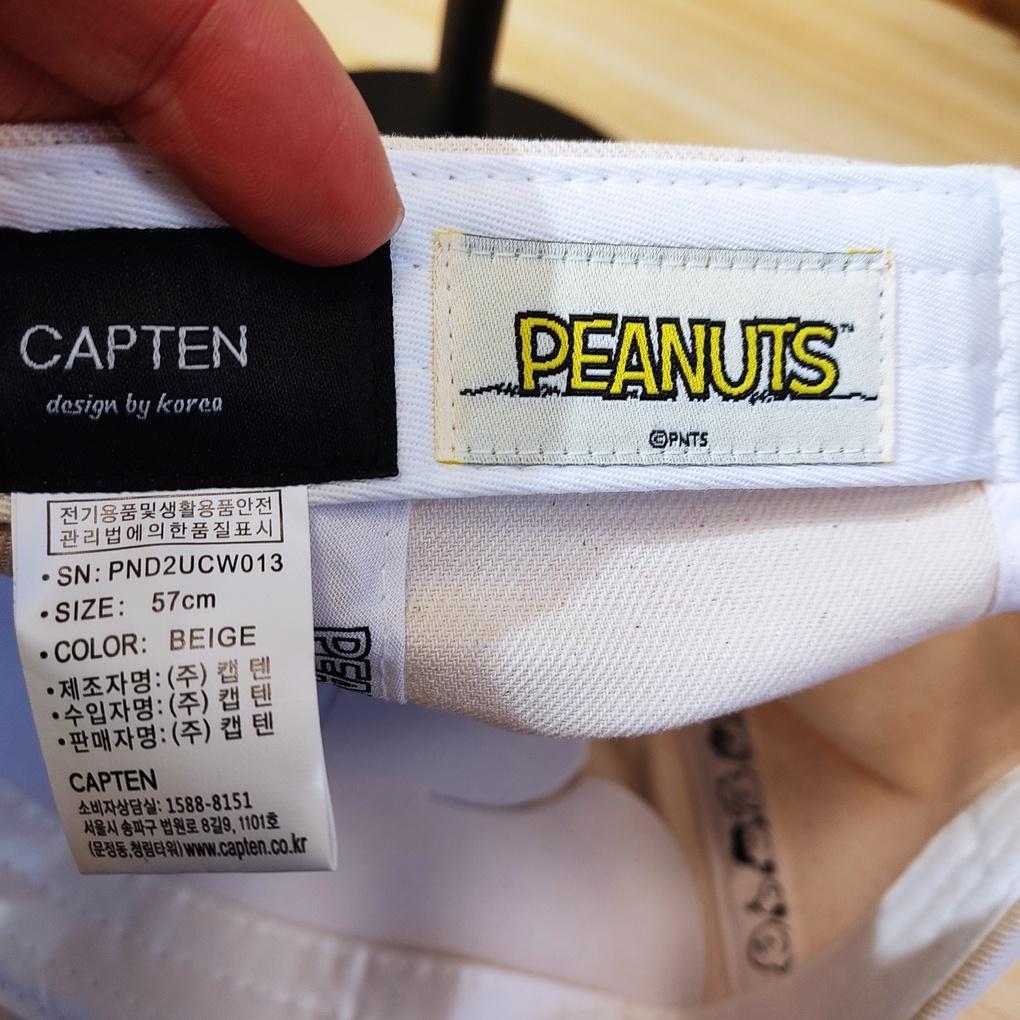 CAPTEN
design by korea
PEANUTS™
©PNTS
전기용품및생활용품안전
관리법에의한품질표시
• SN: PND2UCW013
• SIZE: 57cm
• COLOR: BEIGE
• 제조자명: (주) 캡 텐
• 수입자명: (주) 캡 텐
• 판매자명: (주) 캡 텐
CAPTEN
소비자상담실: 1588-8151
서울시 송파구 법원로 8길9, 1101호
(문정동,청림타워) www.capten.co.kr